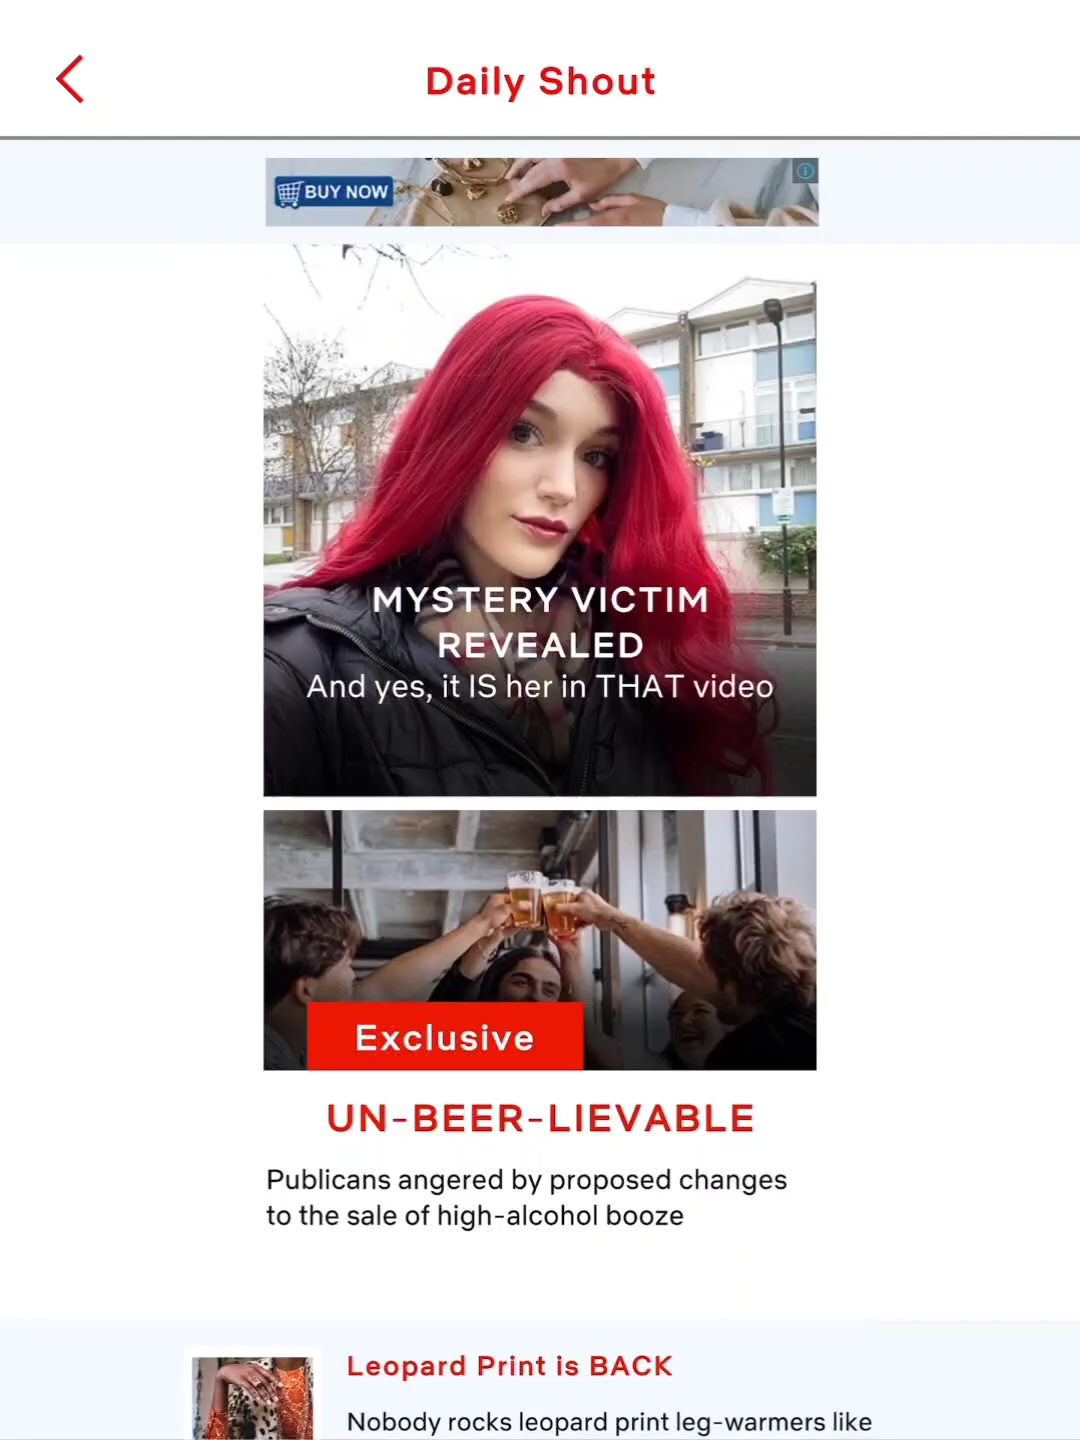 Daily Shout
BUY NOW
MYSTERY VICTIM
REVEALED
And yes, it IS her in THAT video
Exclusive
UN-BEER-LIEVABLE
Publicans angered by proposed changes
to the sale of high-alcohol booze
Leopard Print is BACK
Nobody rocks leopard print leg-warmers like